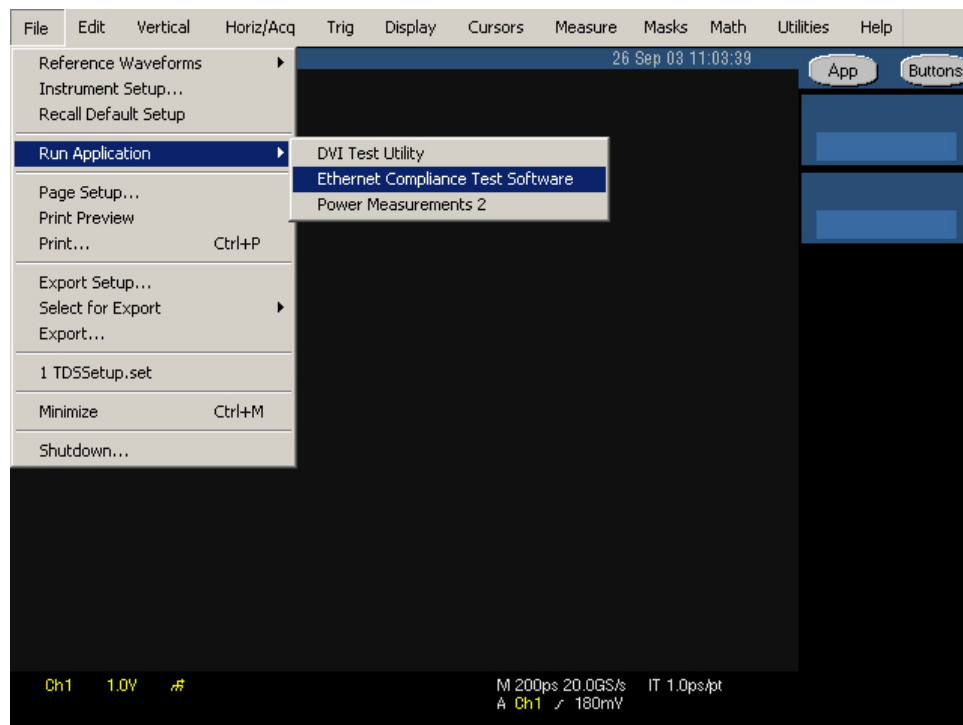 File Edit Vertical Horiz/Acq Trig Display Cursors Measure Masks Math Utilities Help
26 Sep 03 11:03:39
App Buttons
Reference Waveforms
Instrument Setup...
Recall Default Setup
Run Application
DVI Test Utility
Ethernet Compliance Test Software
Power Measurements 2
Page Setup...
Print Preview
Print... Ctrl+P
Export Setup...
Select for Export
Export...
1 TDSSetup.set
Minimize Ctrl+M
Shutdown...
Ch1 1.0V M 200ps 20.0GS/s IT 1.0ps/pt
A Ch1 180mV